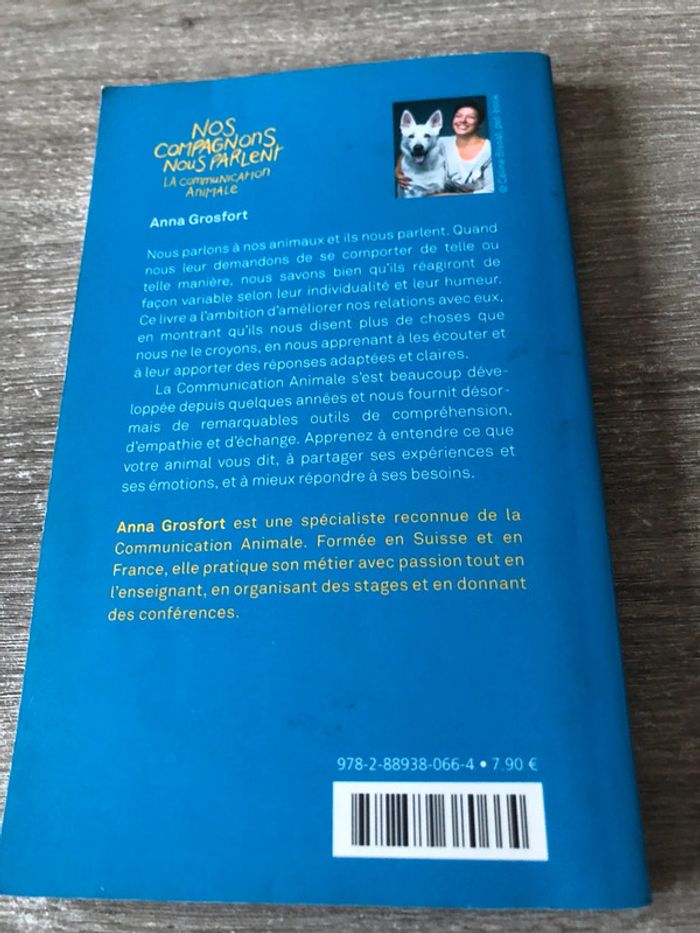 NOS
COMPAGNONS
NOUS PARLENT
LA COMMUNICATION
ANIMALE
Anna Grosfort
Nous parlons à nos animaux et ils nous parlent. Quand
nous leur demandons de se comporter de telle ou
telle manière, nous savons bien qu'ils réagiront de
façon variable selon leur individualité et leur humeur.
Ce livre a l'ambition d'améliorer nos relations avec eux,
en montrant qu'ils nous disent plus de choses que
nous ne le croyons, en nous apprenant à les écouter et
à leur apporter des réponses adaptées et claires.
La Communication Animale s'est beaucoup déve-
loppée depuis quelques années et nous fournit désor-
mais de remarquables outils de compréhension,
d'empathie et d'échange. Apprenez à entendre ce que
votre animal vous dit, à partager ses expériences et
ses émotions, et à mieux répondre à ses besoins.
Anna Grosfort est une spécialiste reconnue de la
Communication Animale. Formée en Suisse et en
France, elle pratique son métier avec passion tout en
l'enseignant, en organisant des stages et en donnant
des conférences.
978-2-88938-066-4 • 7.90 €